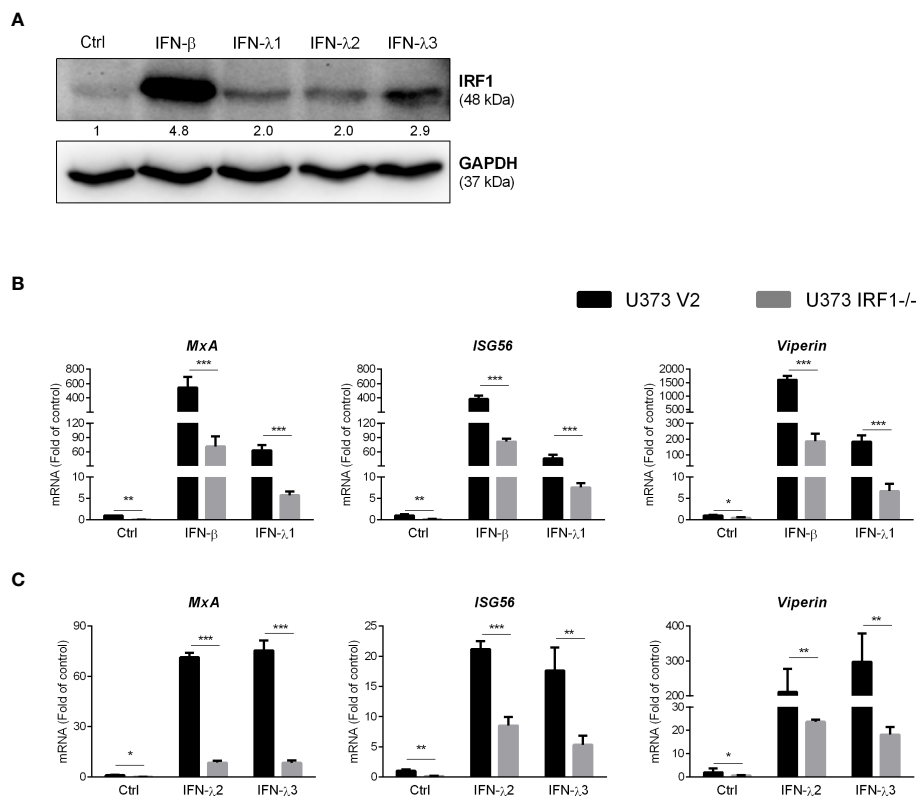 A
Ctrl IFN-β IFN-λ1 IFN-λ2 IFN-λ3
IRF1
(48 kDa)
1 4.8 2.0 2.0 2.9
GAPDH
(37 kDa)
B
U373 V2 U373 IRF1-/-
MxA
mRNA (Fold of control)
800
600
400
120
90
60
10
5
0
**
***
***
Ctrl IFN-β IFN-λ1
ISG56
mRNA (Fold of control)
800
600
400
120
90
60
10
5
0
**
***
***
Ctrl IFN-β IFN-λ1
Viperin
mRNA (Fold of control)
2000
1500
1000
500
300
200
100
10
5
0
*
***
***
Ctrl IFN-β IFN-λ1
C
MxA
mRNA (Fold of control)
90
60
30
0
*
***
***
Ctrl IFN-λ2 IFN-λ3
ISG56
mRNA (Fold of control)
25
20
15
10
5
0
**
***
**
Ctrl IFN-λ2 IFN-λ3
Viperin
mRNA (Fold of control)
400
300
200
30
20
10
0
*
**
**
Ctrl IFN-λ2 IFN-λ3